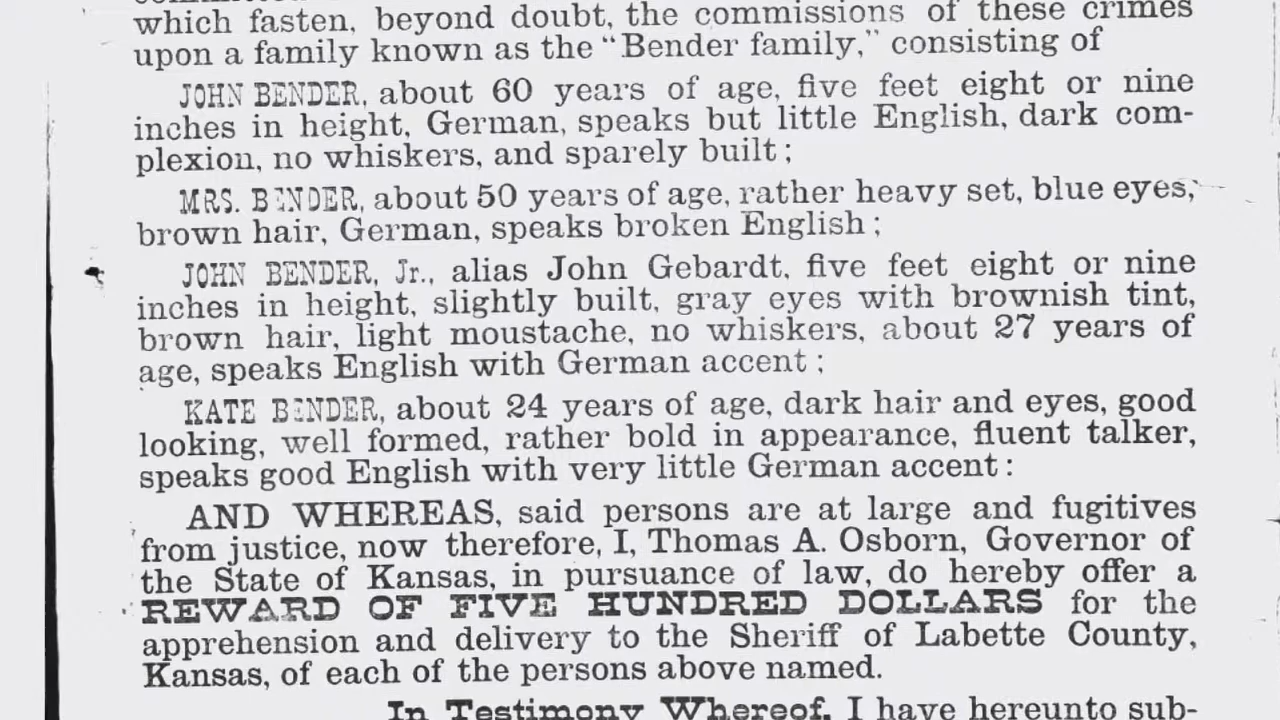 which fasten, beyond doubt, the commissions of these crimes
upon a family known as the "Bender family," consisting of
JOHN BENDER, about 60 years of age, five feet eight or nine
inches in height, German, speaks but little English, dark com-
plexion, no whiskers, and sparely built;
MRS. BENDER, about 50 years of age, rather heavy set, blue eyes,
brown hair, German, speaks broken English;
JOHN BENDER, Jr., alias John Gebardt, five feet eight or nine
inches in height, slightly built, gray eyes with brownish tint,
brown hair, light moustache, no whiskers, about 27 years of
age, speaks English with German accent;
KATE BENDER, about 24 years of age, dark hair and eyes, good
looking, well formed, rather bold in appearance, fluent talker,
speaks good English with very little German accent:
AND WHEREAS, said persons are at large and fugitives
from justice, now therefore, I, Thomas A. Osborn, Governor of
the State of Kansas, in pursuance of law, do hereby offer a
REWARD OF FIVE HUNDRED DOLLARS for the
apprehension and delivery to the Sheriff of Labette County,
Kansas, of each of the persons above named.
In Testimony Whereof, I have hereunto sub-